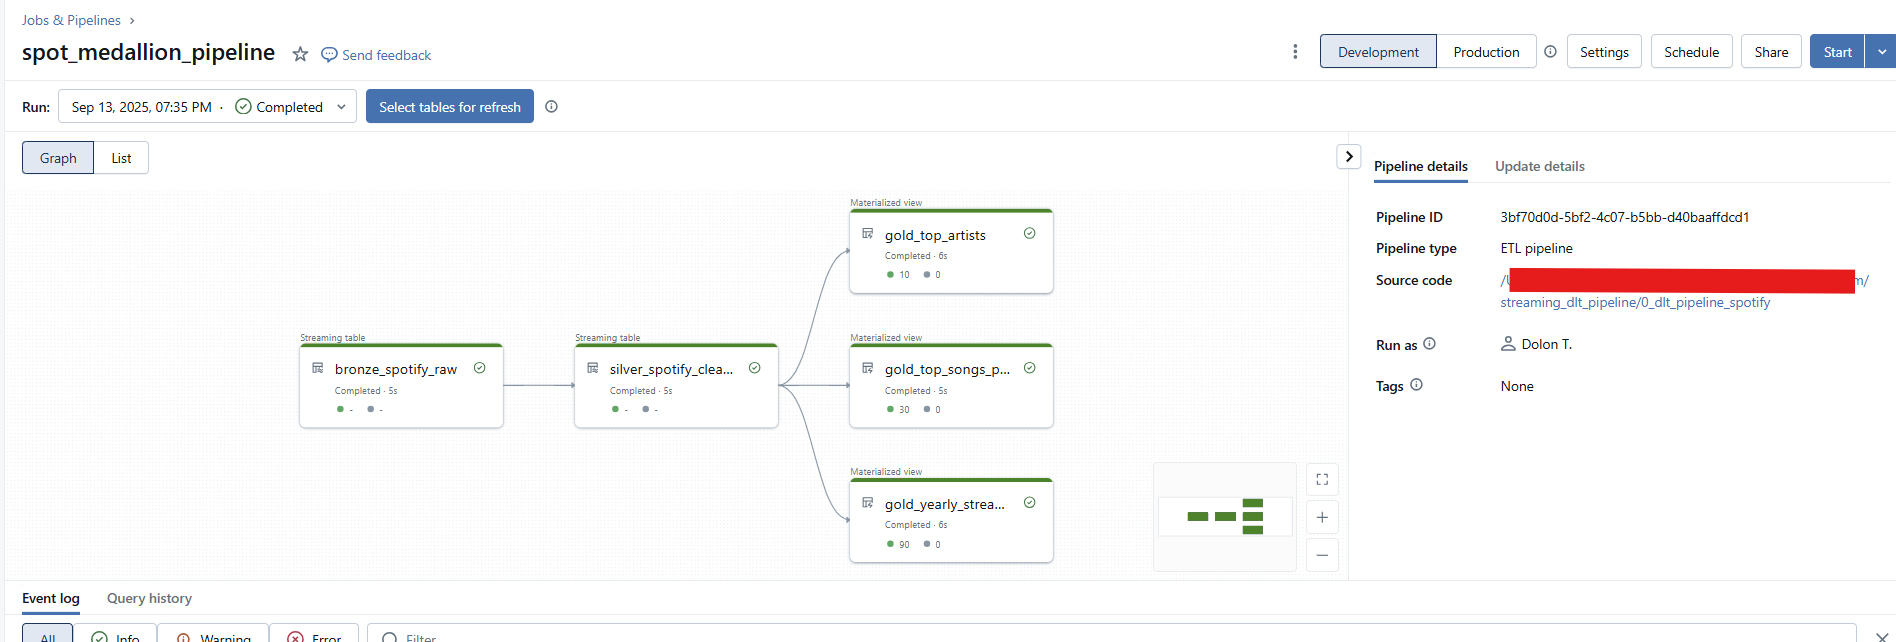 Jobs & Pipelines
spot_medallion_pipeline
Send feedback
Development
Production
Settings
Schedule
Share
Start
Run:
Sep 13, 2025, 07:35 PM · Completed
Select tables for refresh
Graph
List
Materialized view
gold_top_artists
Completed · 6s
10 0
Streaming table
bronze_spotify_raw
Completed · 5s
- -
Streaming table
silver_spotify_clea...
Completed · 5s
- -
Materialized view
gold_top_songs_p...
Completed · 5s
30 0
Materialized view
gold_yearly_strea...
Completed · 6s
90 0
Pipeline details
Update details
Pipeline ID
3bf70d0d-5bf2-4c07-b5bb-d40baaffdcd1
Pipeline type
ETL pipeline
Source code
m/
streaming_dlt_pipeline/0_dlt_pipeline_spotify
Run as
Dolon T.
Tags
None
Event log
Query history
All
Info
Warning
Error
Filter